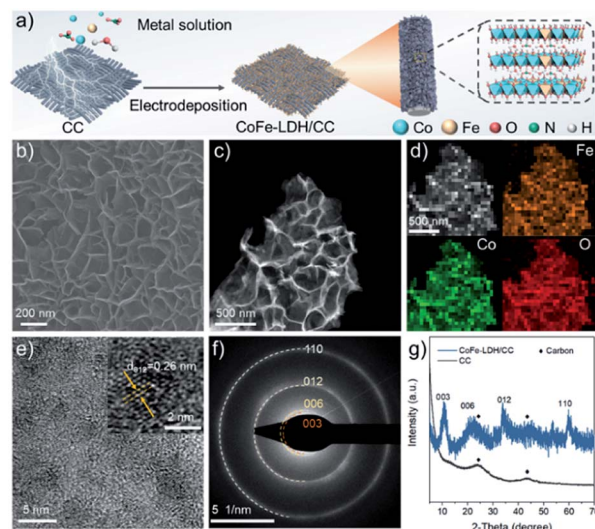 a)
Metal solution
Electrodeposition
CC
CoFe-LDH/CC
Co Fe O N H
b)
200 nm
c)
500 nm
d)
Fe
500 nm
Co
O
e)
d012=0.26 nm
2 nm
5 nm
f)
110
012
006
003
5 1/nm
g)
CoFe-LDH/CC
CC
♦ Carbon
003
006
012
110
Intensity (a.u.)
10 20 30 40 50 60 70
2-Theta (degree)